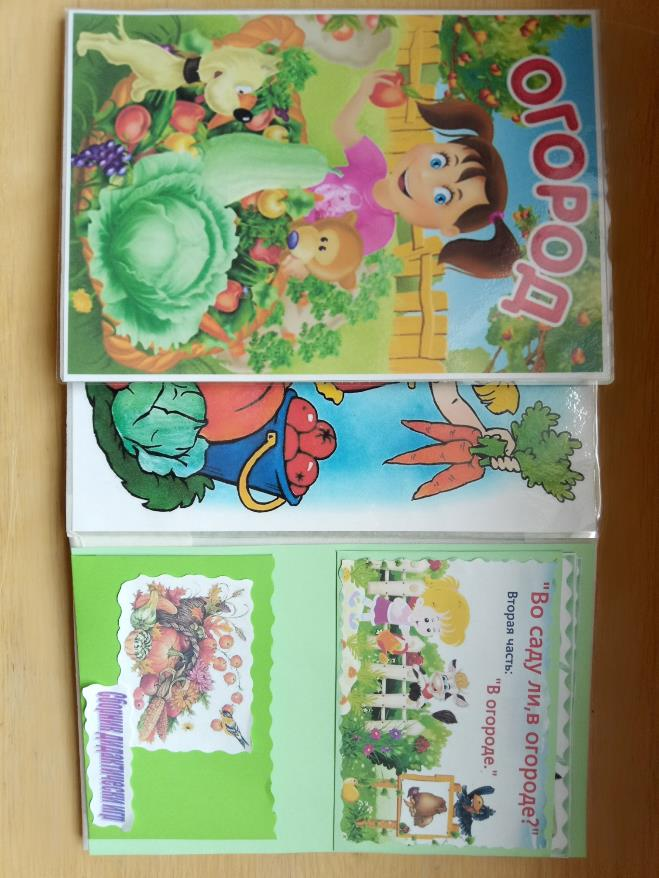 ОГОРОД
"Во саду ли,в огороде?"
Вторая часть:
"В огороде."
Сборник дидактических игр